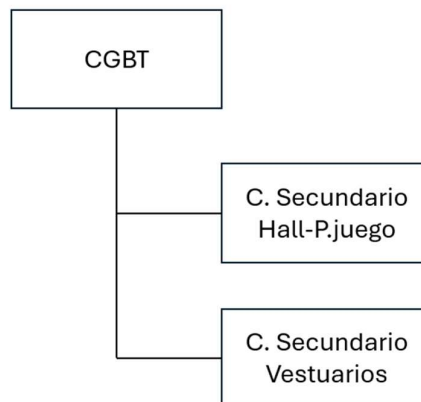 CGBT
C. Secundario
Hall-P.juego
C. Secundario
Vestuarios